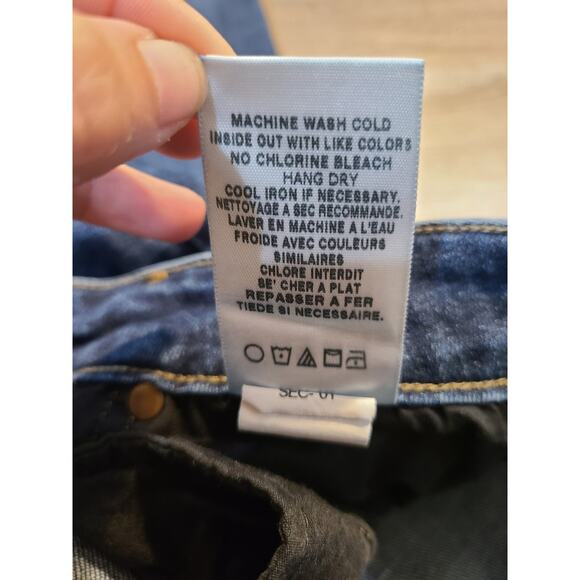 MACHINE WASH COLD
INSIDE OUT WITH LIKE COLORS
NO CHLORINE BLEACH
HANG DRY
COOL IRON IF NECESSARY.
NETTOYAGE A SEC RECOMMANDE.
LAVER EN MACHINE A L'EAU
FROIDE AVEC COULEURS
SIMILAIRES
CHLORE INTERDIT
SE' CHER A PLAT
REPASSER A FER
TIEDE SI NECESSAIRE.
SEC- 01